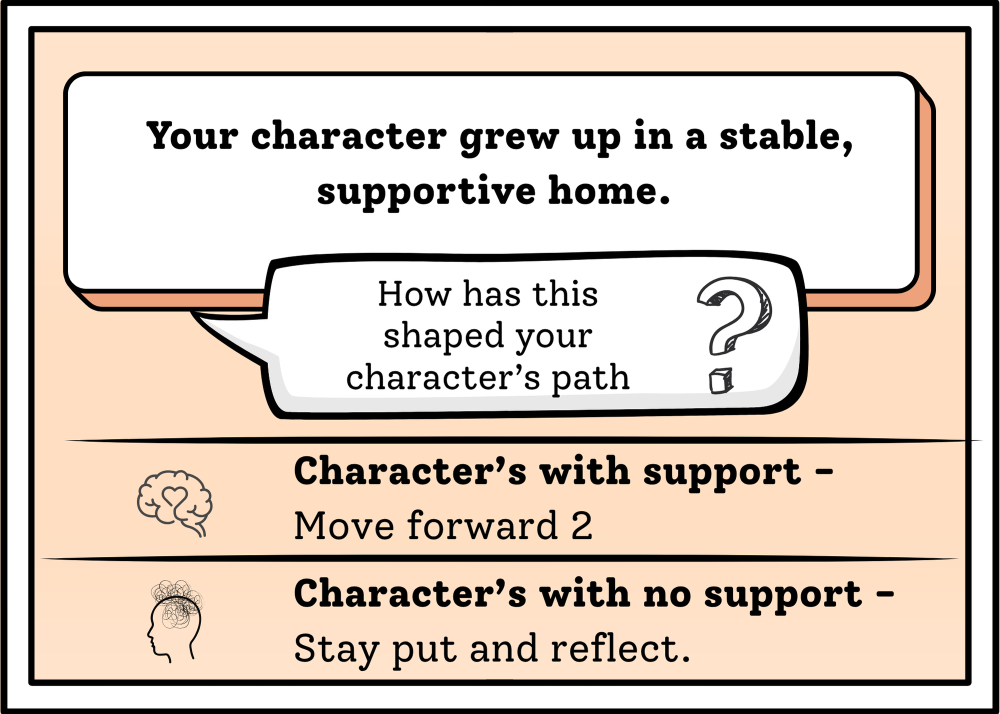 Your character grew up in a stable,
supportive home.
How has this
shaped your
character’s path
?
Character’s with support –
Move forward 2
Character’s with no support –
Stay put and reflect.